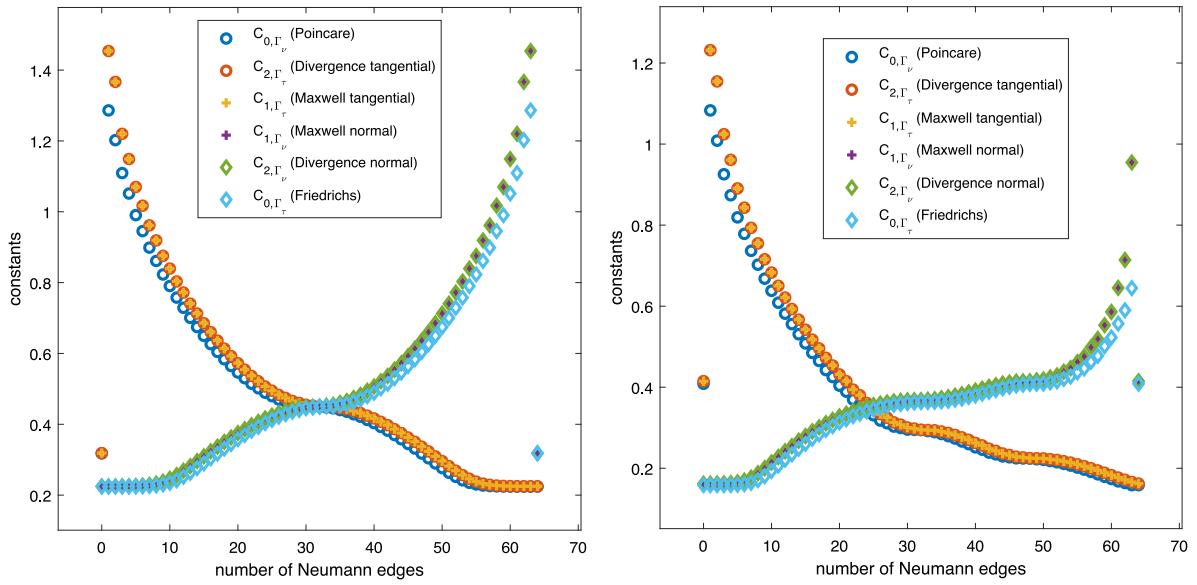 C0,Γν (Poincare)
C2,Γτ (Divergence tangential)
C1,Γτ (Maxwell tangential)
C1,Γν (Maxwell normal)
C2,Γν (Divergence normal)
C0,Γτ (Friedrichs)
1.4
1.2
1
0.8
0.6
0.4
0.2
constants
0
10
20
30
40
50
60
70
number of Neumann edges
C0,Γν (Poincare)
C2,Γτ (Divergence tangential)
C1,Γτ (Maxwell tangential)
C1,Γν (Maxwell normal)
C2,Γν (Divergence normal)
C0,Γτ (Friedrichs)
1.2
1
0.8
0.6
0.4
0.2
constants
0
10
20
30
40
50
60
70
number of Neumann edges